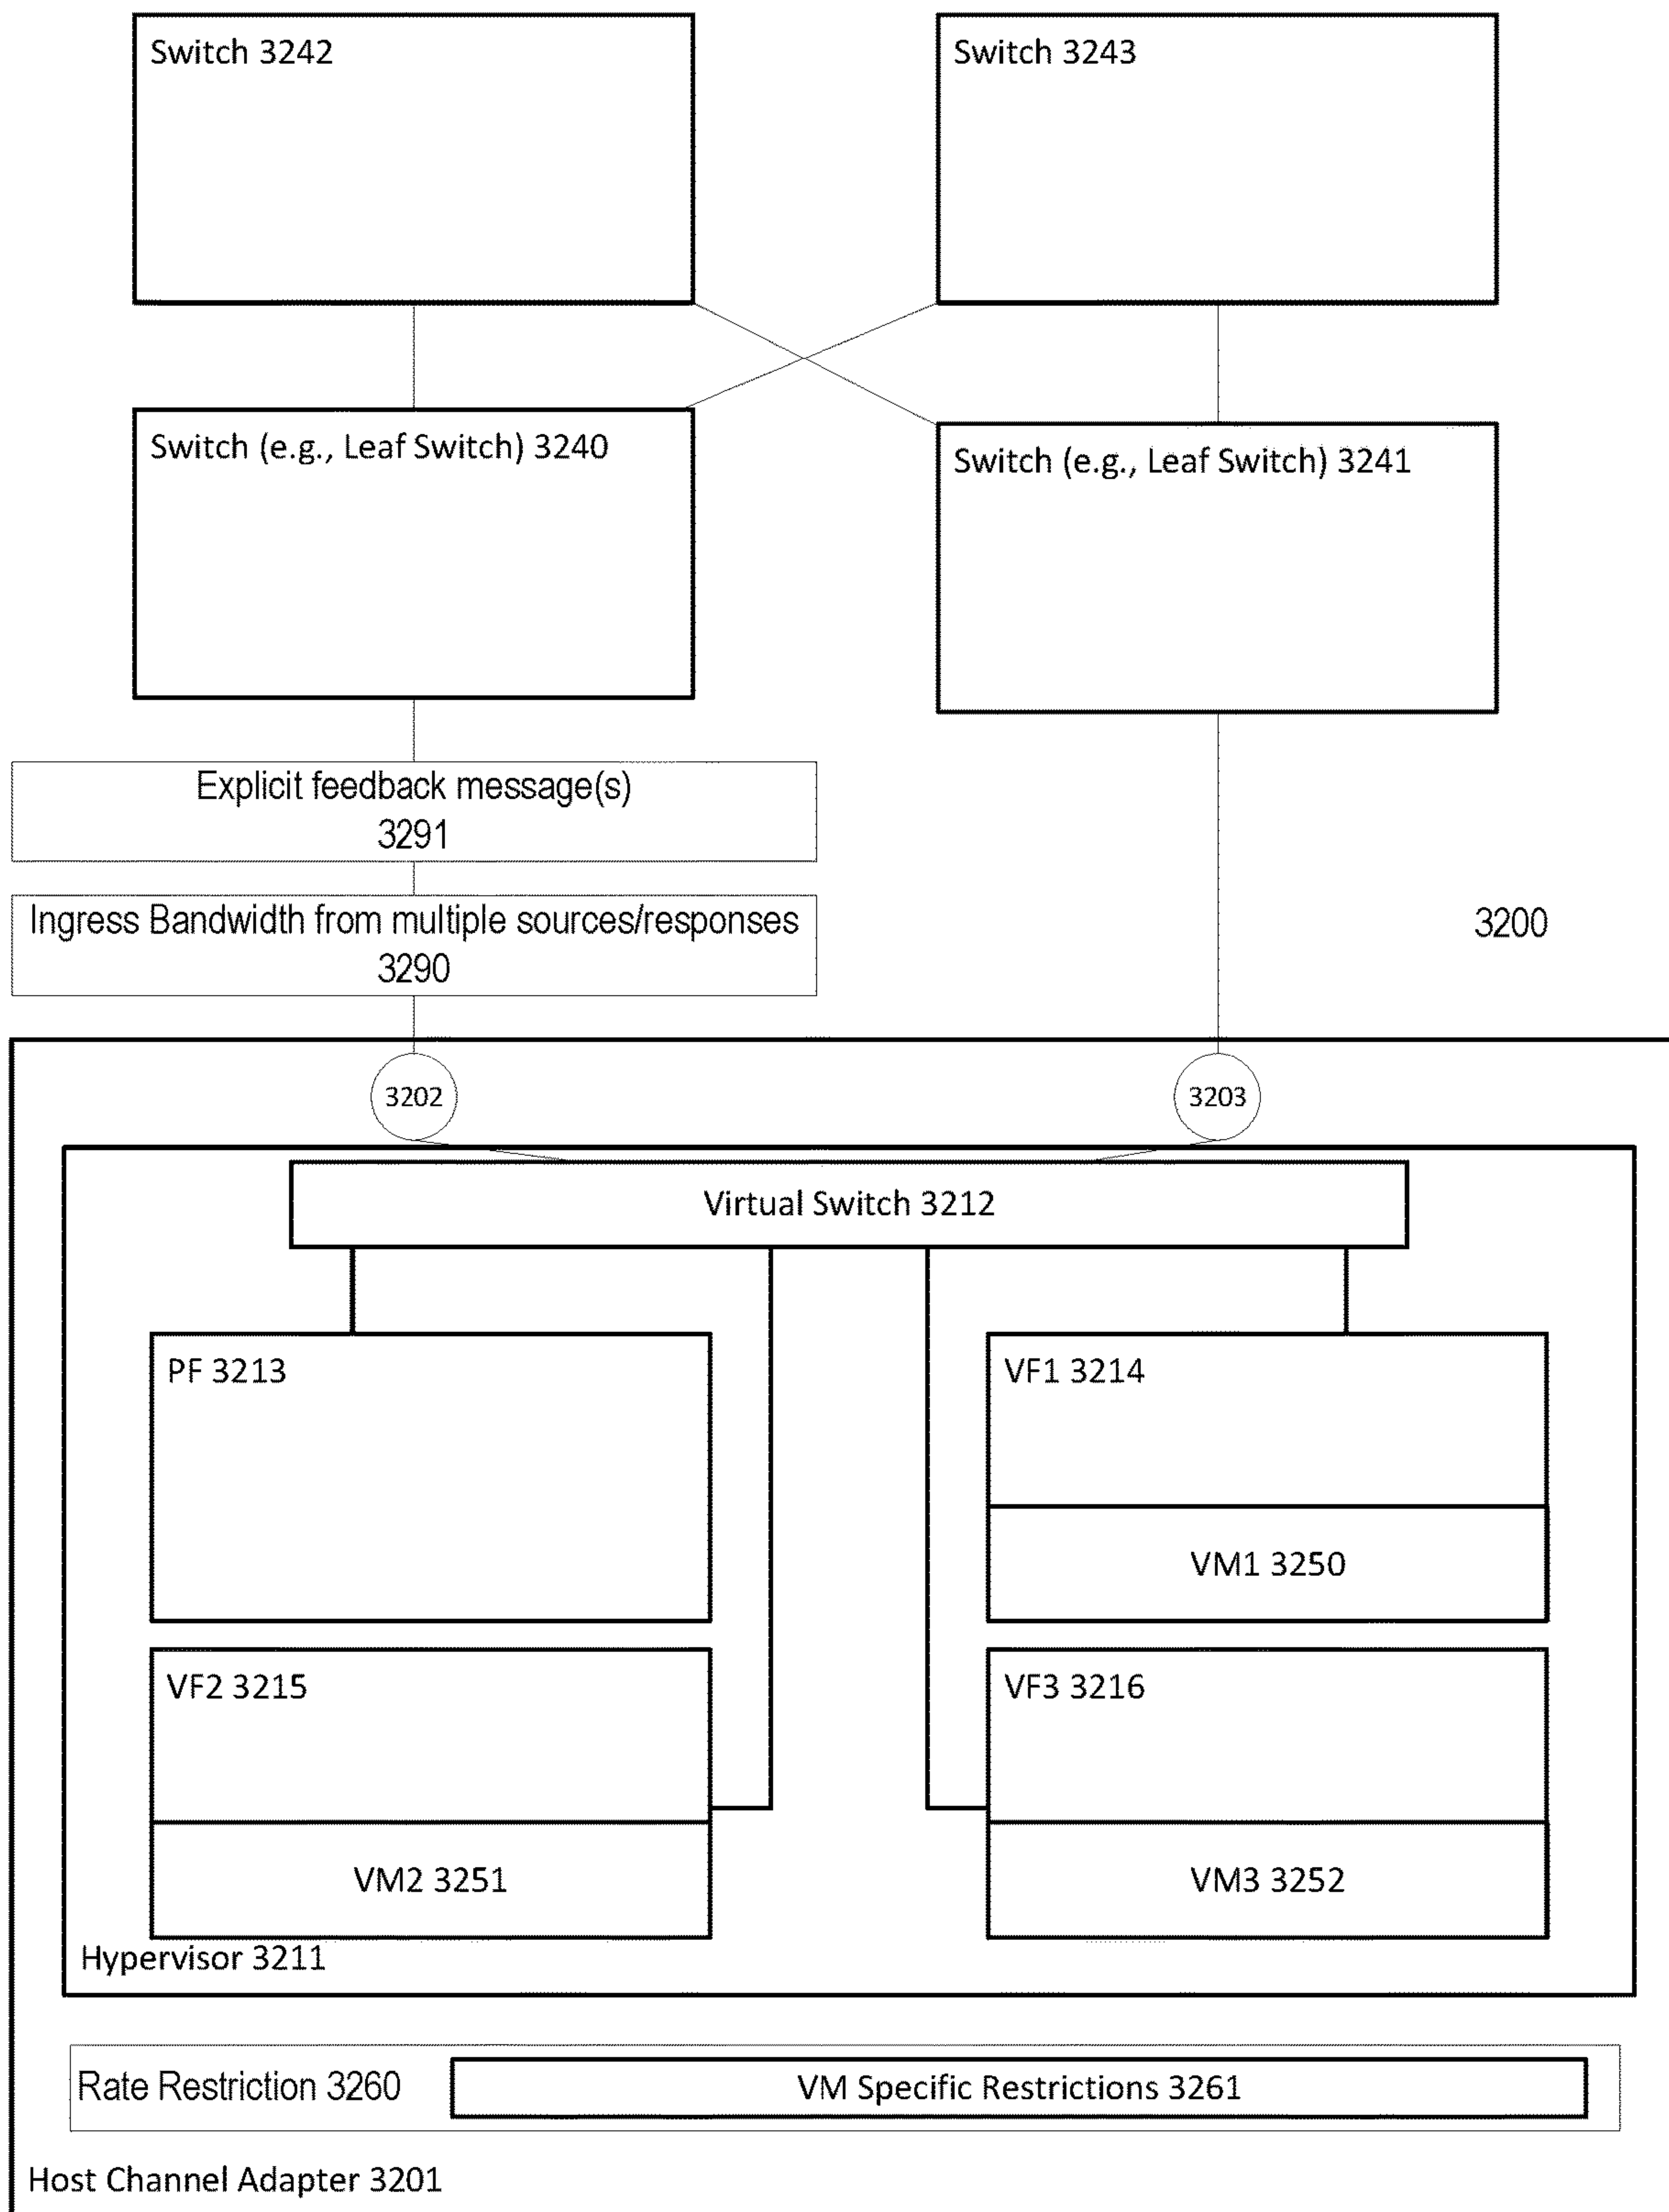 Switch 3242
Switch 3243
Switch (e.g., Leaf Switch) 3240
Switch (e.g., Leaf Switch) 3241
Explicit feedback message(s)
3291
Ingress Bandwidth from multiple sources/responses
3290
3200
3202
3203
Virtual Switch 3212
PF 3213
VF1 3214
VM1 3250
VF2 3215
VF3 3216
VM2 3251
VM3 3252
Hypervisor 3211
Rate Restriction 3260
VM Specific Restrictions 3261
Host Channel Adapter 3201